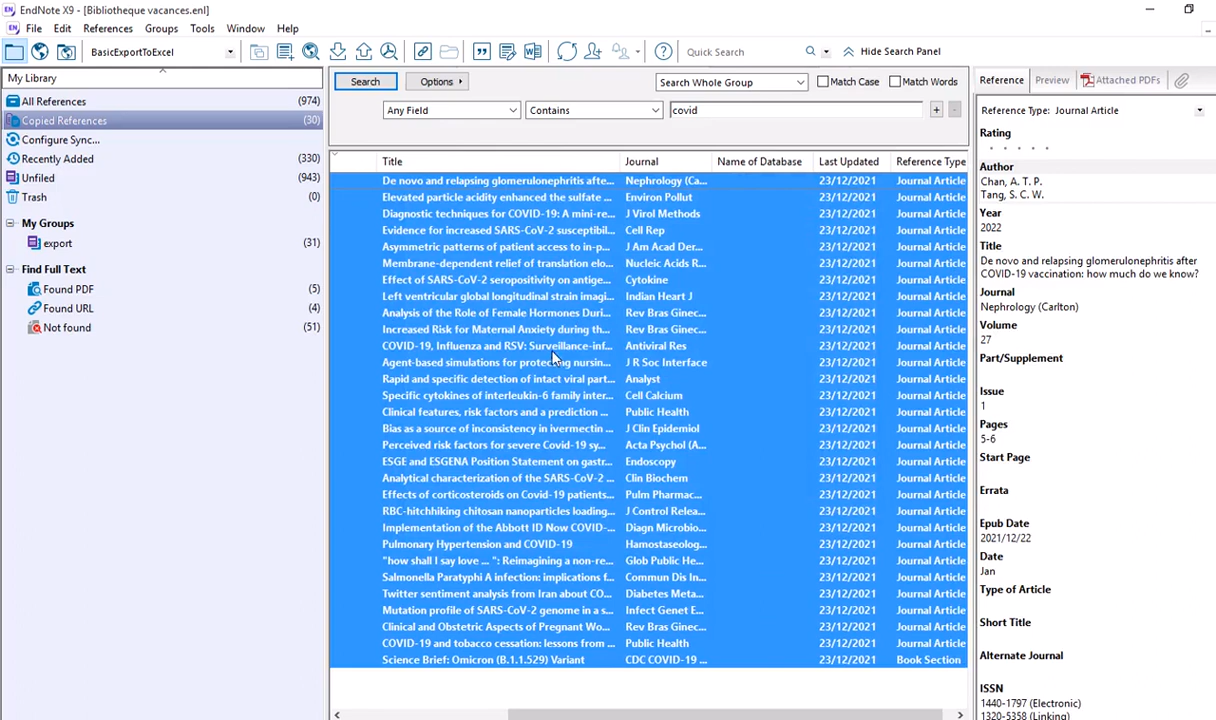 EndNote X9 - [Bibliotheque vacances.enl]
File Edit References Groups Tools Window Help
BasicExportToExcel Quick Search Hide Search Panel
My Library
All References (974)
Copied References (30)
Configure Sync...
Recently Added (330)
Unfiled (943)
Trash (0)
My Groups
export (31)
Find Full Text
Found PDF (5)
Found URL (4)
Not found (51)
Search Options Search Whole Group Match Case Match Words
Any Field Contains covid + -
Title Journal Name of Database Last Updated Reference Type
De novo and relapsing glomerulonephritis afte... Nephrology (Ca... 23/12/2021 Journal Article
Elevated particle acidity enhanced the sulfate ... Environ Pollut 23/12/2021 Journal Article
Diagnostic techniques for COVID-19: A mini-re... J Virol Methods 23/12/2021 Journal Article
Evidence for increased SARS-CoV-2 susceptibil... Cell Rep 23/12/2021 Journal Article
Asymmetric patterns of patient access to in-p... J Am Acad Der... 23/12/2021 Journal Article
Membrane-dependent relief of translation elo... Nucleic Acids R... 23/12/2021 Journal Article
Effect of SARS-CoV-2 seropositivity on antige... Cytokine 23/12/2021 Journal Article
Left ventricular global longitudinal strain imagi... Indian Heart J 23/12/2021 Journal Article
Analysis of the Role of Female Hormones Duri... Rev Bras Ginec... 23/12/2021 Journal Article
Increased Risk for Maternal Anxiety during th... Rev Bras Ginec... 23/12/2021 Journal Article
COVID-19, Influenza and RSV: Surveillance-inf... Antiviral Res 23/12/2021 Journal Article
Agent-based simulations for protecting nursin... J R Soc Interface 23/12/2021 Journal Article
Rapid and specific detection of intact viral part... Analyst 23/12/2021 Journal Article
Specific cytokines of interleukin-6 family inter... Cell Calcium 23/12/2021 Journal Article
Clinical features, risk factors and a prediction ... Public Health 23/12/2021 Journal Article
Bias as a source of inconsistency in ivermectin ... J Clin Epidemiol 23/12/2021 Journal Article
Perceived risk factors for severe Covid-19 sy... Acta Psychol (A... 23/12/2021 Journal Article
ESGE and ESGENA Position Statement on gastr... Endoscopy 23/12/2021 Journal Article
Analytical characterization of the SARS-CoV-2 ... Clin Biochem 23/12/2021 Journal Article
Effects of corticosteroids on Covid-19 patients... Pulm Pharmac... 23/12/2021 Journal Article
RBC-hitchhiking chitosan nanoparticles loading... J Control Relea... 23/12/2021 Journal Article
Implementation of the Abbott ID Now COVID-... Diagn Microbio... 23/12/2021 Journal Article
Pulmonary Hypertension and COVID-19 Hamostaseolog... 23/12/2021 Journal Article
"how shall I say love ... ": Reimagining a non-re... Glob Public He... 23/12/2021 Journal Article
Salmonella Paratyphi A infection: implications f... Commun Dis In... 23/12/2021 Journal Article
Twitter sentiment analysis from Iran about CO... Diabetes Meta... 23/12/2021 Journal Article
Mutation profile of SARS-CoV-2 genome in a s... Infect Genet E... 23/12/2021 Journal Article
Clinical and Obstetric Aspects of Pregnant Wo... Rev Bras Ginec... 23/12/2021 Journal Article
COVID-19 and tobacco cessation: lessons from ... Public Health 23/12/2021 Journal Article
Science Brief: Omicron (B.1.1.529) Variant CDC COVID-19 ... 23/12/2021 Book Section
Reference Preview Attached PDFs
Reference Type: Journal Article
Rating
Author
Chan, A. T. P.
Tang, S. C. W.
Year
2022
Title
De novo and relapsing glomerulonephritis after
COVID-19 vaccination: how much do we know?
Journal
Nephrology (Carlton)
Volume
27
Part/Supplement
Issue
1
Pages
5-6
Start Page
Errata
Epub Date
2021/12/22
Date
Jan
Type of Article
Short Title
Alternate Journal
ISSN
1440-1797 (Electronic)
1320-5358 (Linking)